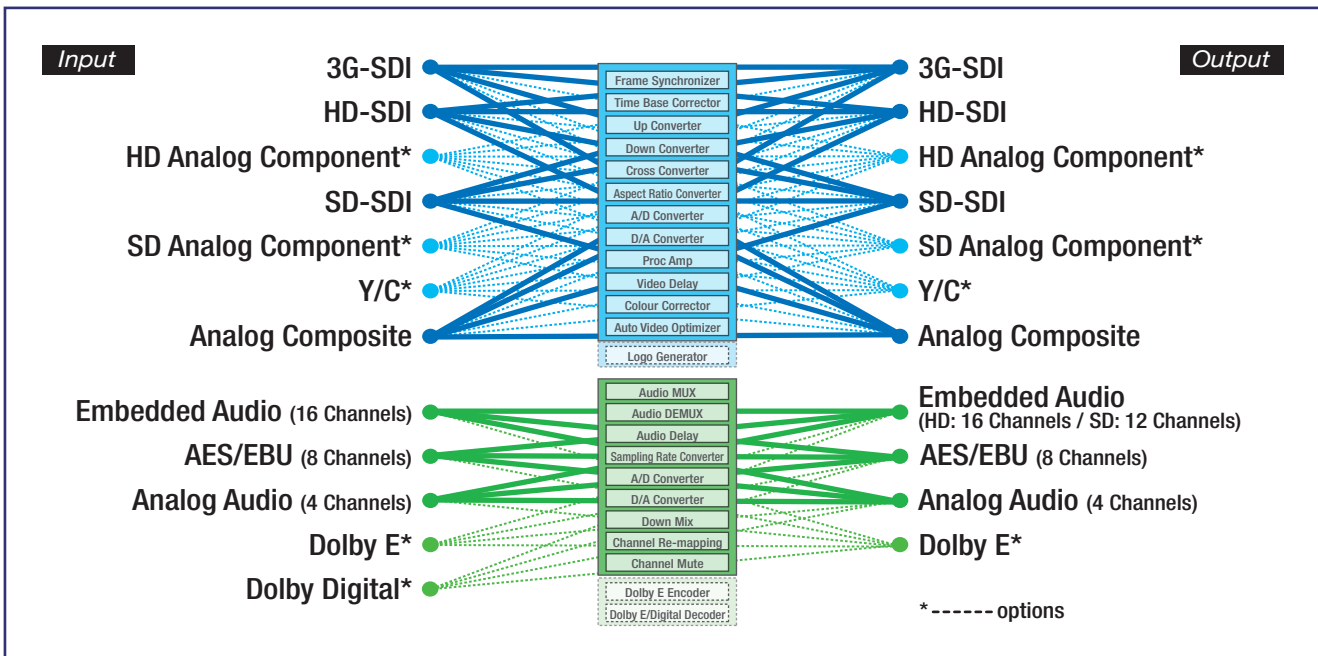 Input
3G-SDI
HD-SDI
HD Analog Component*
SD-SDI
SD Analog Component*
Y/C*
Analog Composite
Embedded Audio (16 Channels)
AES/EBU (8 Channels)
Analog Audio (4 Channels)
Dolby E*
Dolby Digital*
Frame Synchronizer
Time Base Corrector
Up Converter
Down Converter
Cross Converter
Aspect Ratio Converter
A/D Converter
D/A Converter
Proc Amp
Video Delay
Colour Corrector
Auto Video Optimizer
Logo Generator
Audio MUX
Audio DEMUX
Audio Delay
Sampling Rate Converter
A/D Converter
D/A Converter
Down Mix
Channel Re-mapping
Channel Mute
Dolby E Encoder
Dolby E/Digital Decoder
Output
3G-SDI
HD-SDI
HD Analog Component*
SD-SDI
SD Analog Component*
Y/C*
Analog Composite
Embedded Audio
(HD: 16 Channels / SD: 12 Channels)
AES/EBU (8 Channels)
Analog Audio (4 Channels)
Dolby E*
*------ options